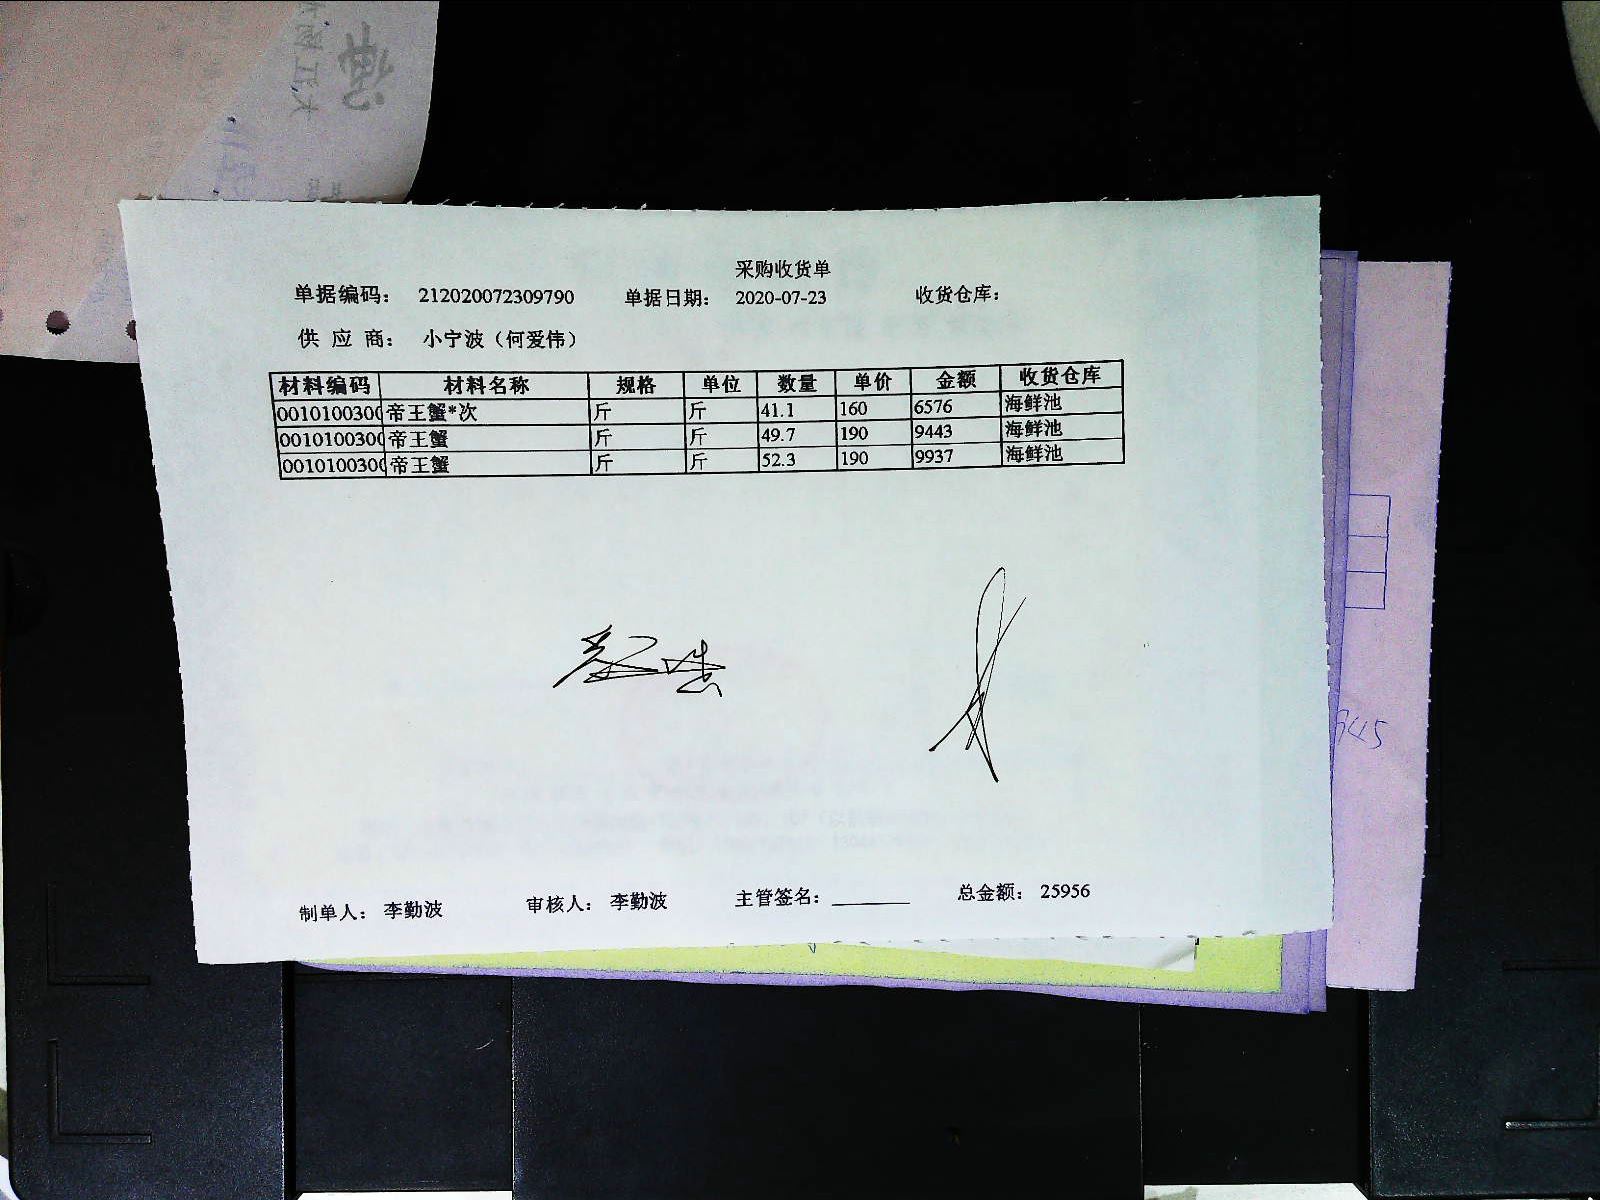 采购收货单
单据编码： 212020072309790 单据日期： 2020-07-23 收货仓库：
供 应 商： 小宁波（何爱伟）
材料编码 材料名称 规格 单位 数量 单价 金额 收货仓库
0010100300 帝王蟹*次 斤 斤 41.1 160 6576 海鲜池
0010100300 帝王蟹 斤 斤 49.7 190 9443 海鲜池
0010100300 帝王蟹 斤 斤 52.3 190 9937 海鲜池
945
制单人： 李勤波 审核人： 李勤波 主管签名：________ 总金额： 25956